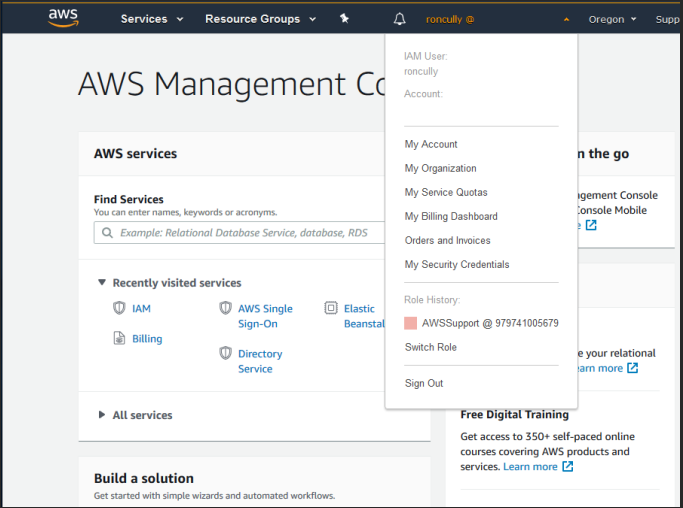 aws
Services
Resource Groups
roncully @
Oregon
Supp
IAM User:
roncully
Account:
My Account
My Organization
My Service Quotas
My Billing Dashboard
Orders and Invoices
My Security Credentials
Role History:
AWSSupport @ 979741005679
Switch Role
Sign Out
AWS Management Co
AWS services
Find Services
You can enter names, keywords or acronyms.
Example: Relational Database Service, database, RDS
Recently visited services
IAM
AWS Single
Sign-On
Elastic
Beanstal
Billing
Directory
Service
All services
Build a solution
Get started with simple wizards and automated workflows.
n the go
agement Console
Console Mobile
e
e your relational
earn more
Free Digital Training
Get access to 350+ self-paced online
courses covering AWS products and
services. Learn more